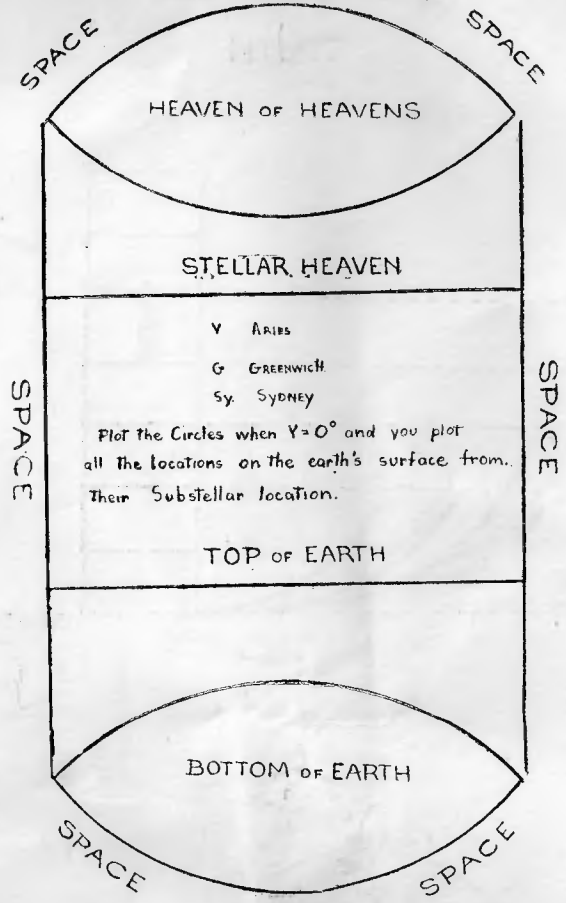 SPACE
SPACE
HEAVEN OF HEAVENS
STELLAR HEAVEN
SPACE
SPACE
Y ARIES
G GREENWICH
Sy. SYDNEY
Plot the Circles when Y=0° and you plot
all the locations on the earth's surface from.
Their Substellar location.
TOP OF EARTH
BOTTOM OF EARTH
SPACE
SPACE